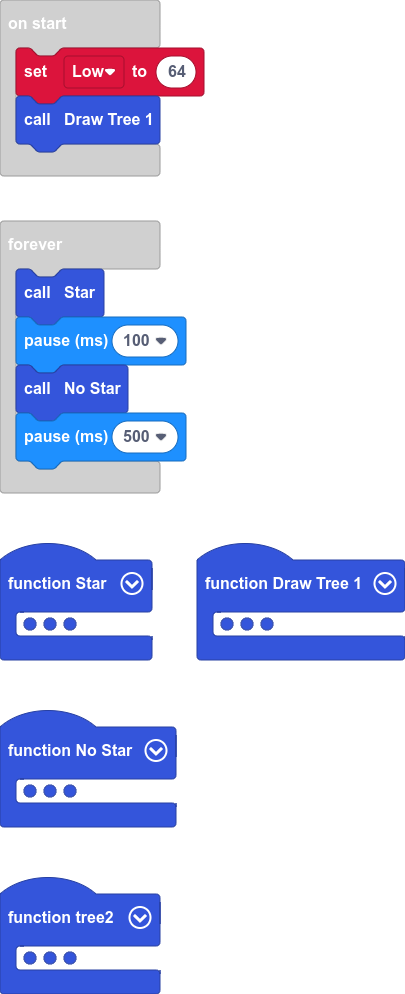 on start
set Low to 64
call Draw Tree 1
forever
call Star
pause (ms) 100
call No Star
pause (ms) 500
function Star
function Draw Tree 1
function No Star
function tree2